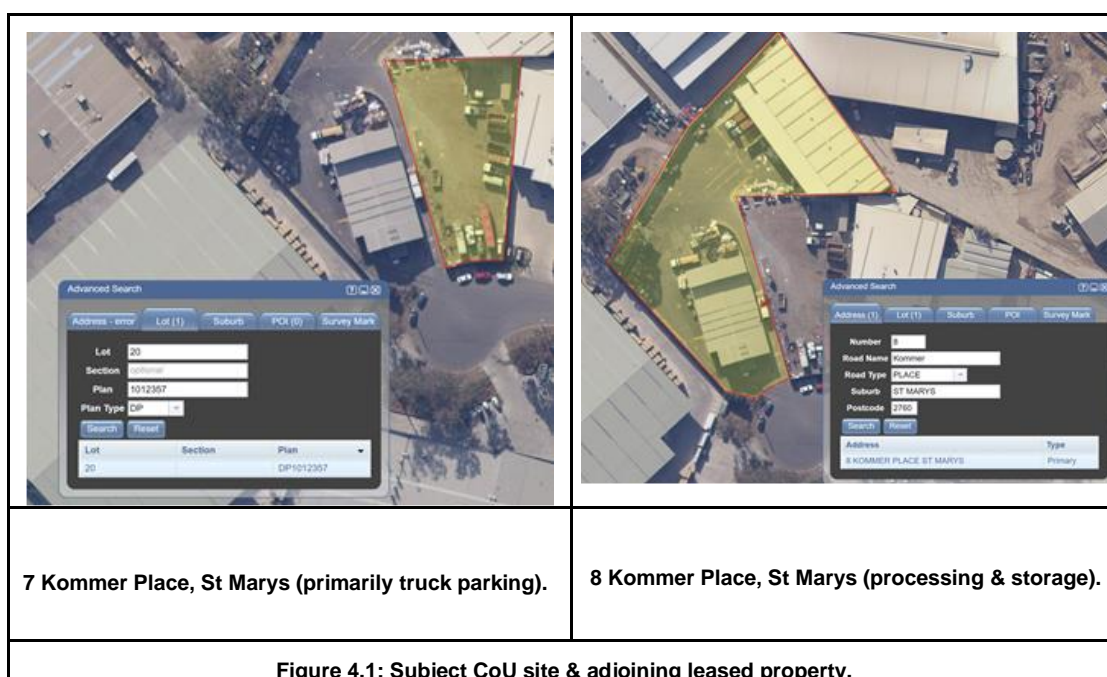 Advanced Search
Address - error Lot (1) Suburb POI (0) Survey Mark
Lot 20
Section optional
Plan 1012357
Plan Type DP
Search Reset
Lot Section Plan
20 DP1012357
Advanced Search
Address (1) Lot (1) Suburb POI Survey Mark
Number 8
Road Name Kommer
Road Type PLACE
Suburb ST MARYS
Postcode 2760
Search Reset
Address Type
8 KOMMER PLACE ST MARYS Primary
7 Kommer Place, St Marys (primarily truck parking).
8 Kommer Place, St Marys (processing & storage).
Figure 4.1: Subject CoU site & adjoining leased property.